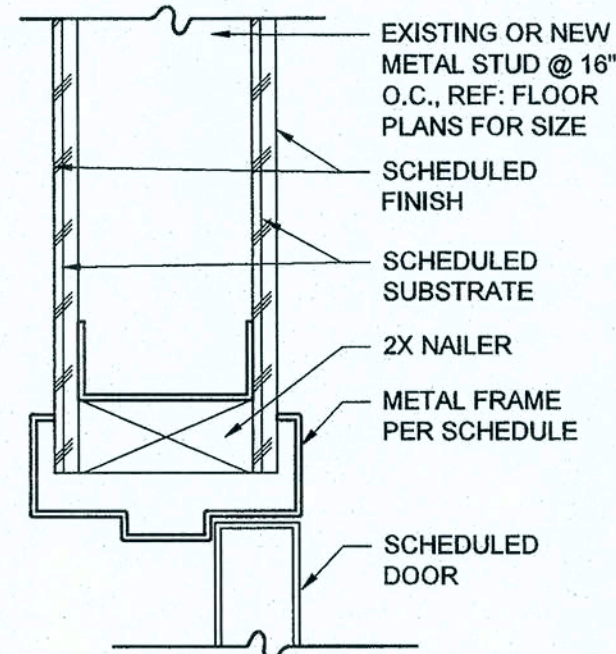 EXISTING OR NEW
METAL STUD @ 16"
O.C., REF: FLOOR
PLANS FOR SIZE
SCHEDULED
FINISH
SCHEDULED
SUBSTRATE
2X NAILER
METAL FRAME
PER SCHEDULE
SCHEDULED
DOOR